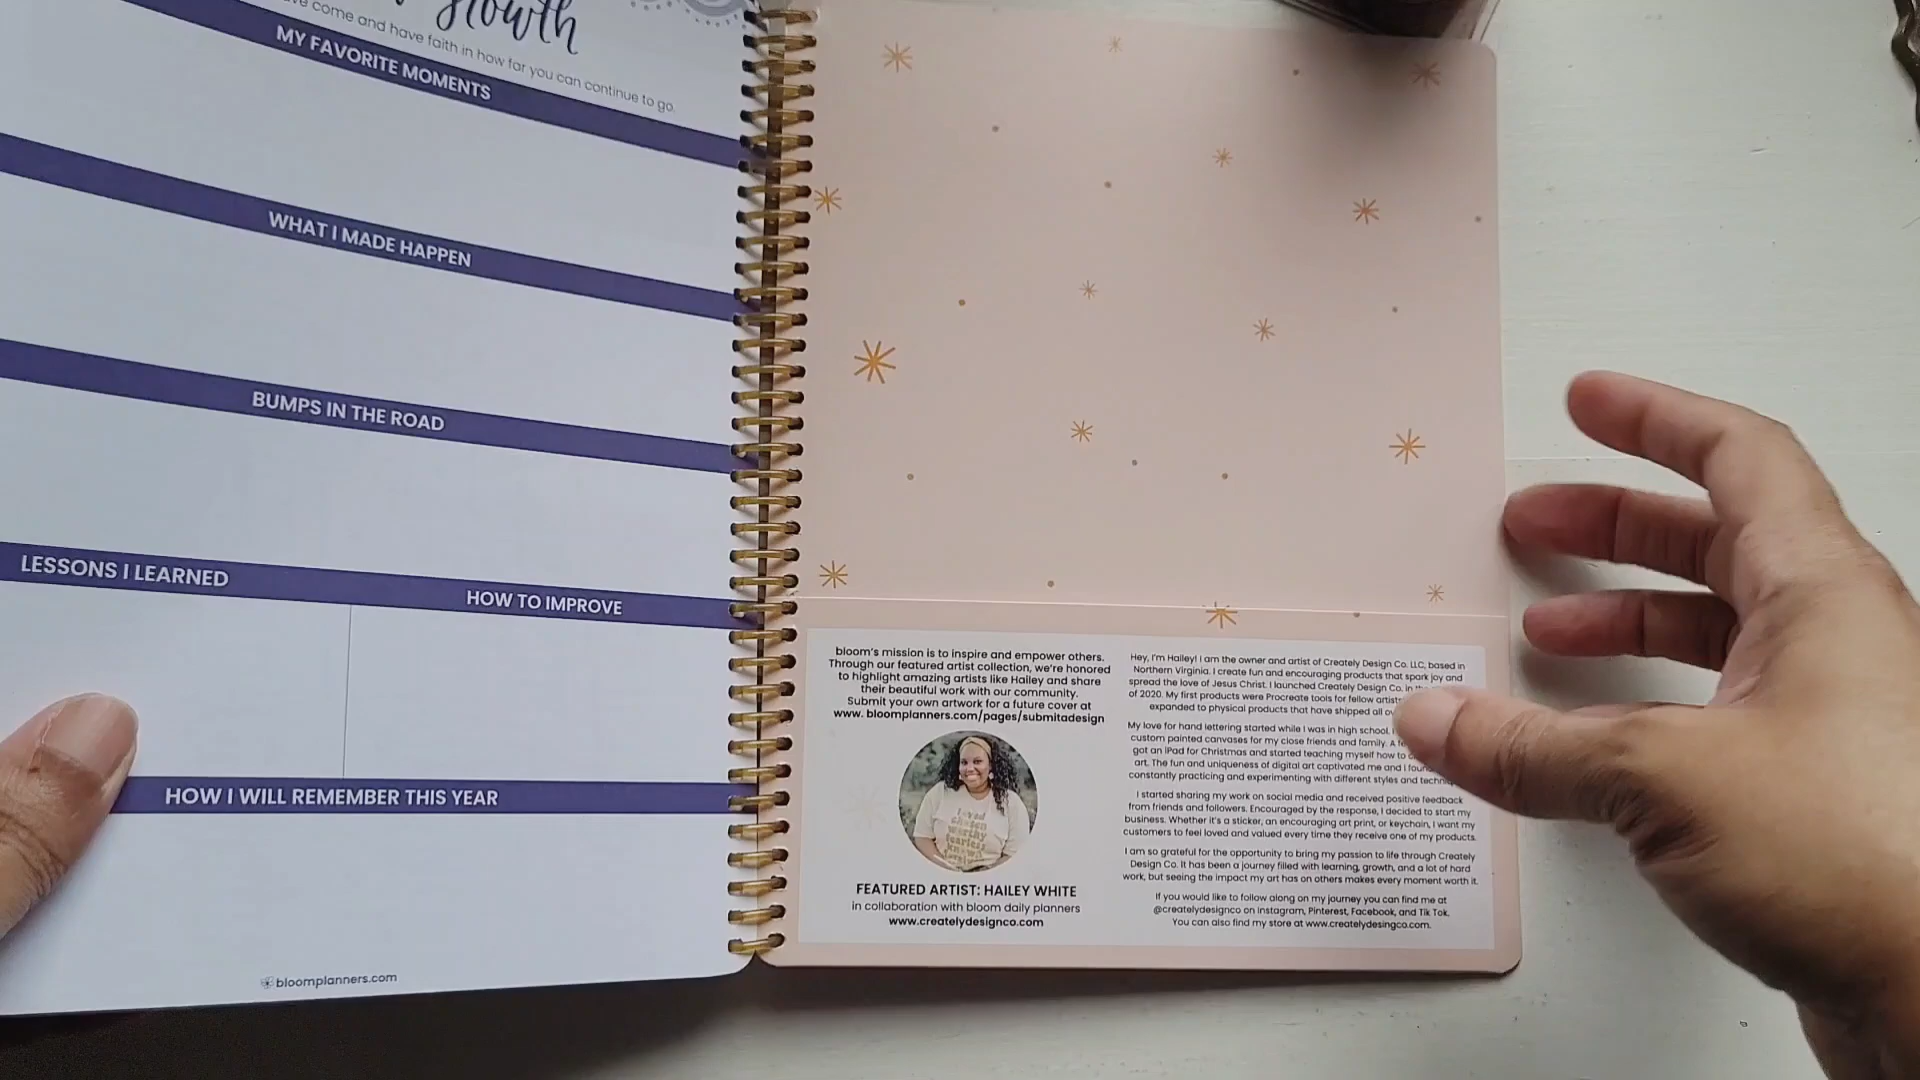 growth
come and have faith in how far you can continue to go.
MY FAVORITE MOMENTS
WHAT I MADE HAPPEN
BUMPS IN THE ROAD
LESSONS I LEARNED
HOW TO IMPROVE
HOW I WILL REMEMBER THIS YEAR
bloomplanners.com
bloom's mission is to inspire and empower others.
Through our featured artist collection, we're honored
to highlight amazing artists like Hailey and share
their beautiful work with our community.
Submit your own artwork for a future cover at
www. bloomplanners.com/pages/submitadesign
loved
chosen
worthy
fearless
known
FEATURED ARTIST: HAILEY WHITE
in collaboration with bloom daily planners
www.createlydesignco.com
Hey, I'm Hailey! I am the owner and artist of Creately Design Co. LLC, based in
Northern Virginia. I create fun and encouraging products that spark joy and
spread the love of Jesus Christ. I launched Creately Design Co. in
of 2020. My first products were Procreate tools for fellow
expanded to physical products that have shipped all
My love for hand lettering started while I was in high school.
custom painted canvases for my close friends and family. A
got an iPad for Christmas and started teaching myself how to
art. The fun and uniqueness of digital art captivated me and I
constantly practicing and experimenting with different styles and
I started sharing my work on social media and received positive feedback
from friends and followers. Encouraged by the response, I decided to start my
business. Whether it's a sticker, an encouraging art print, or keychain, I want my
customers to feel loved and valued every time they receive one of my products.
I am so grateful for the opportunity to bring my passion to life through Creately
Design Co. It has been a journey filled with learning, growth, and a lot of hard
work, but seeing the impact my art has on others makes every moment worth it.
If you would like to follow along on my journey you can find me at
@createlydesignco on Instagram, Pinterest, Facebook, and Tik Tok.
You can also find my store at www.createlydesingco.com.